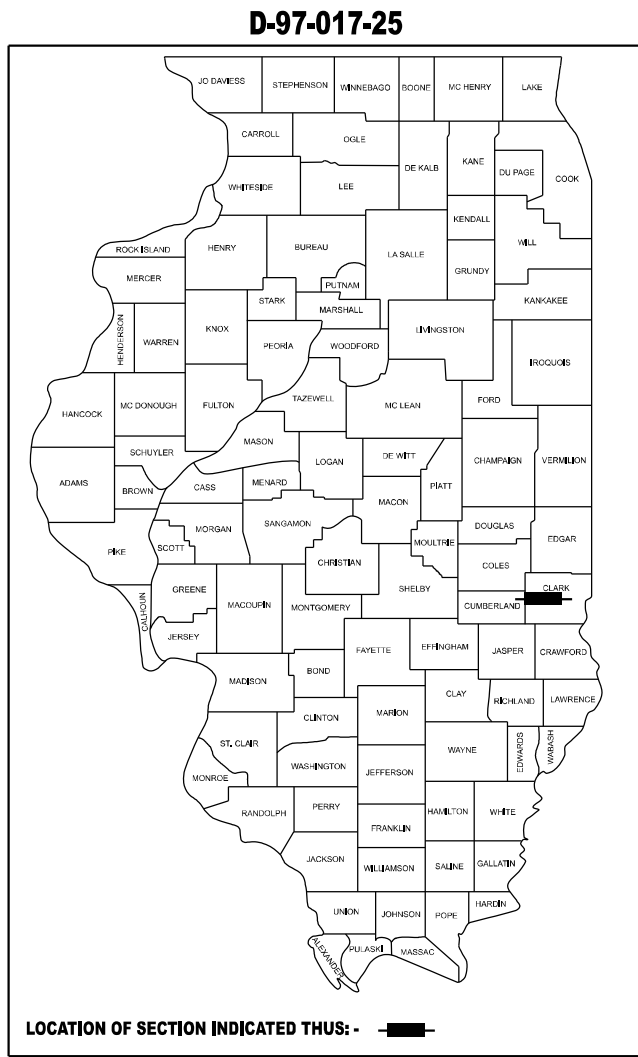 D-97-017-25
JO DAVIESS
STEPHENSON
WINNEBAGO
BOONE
MC HENRY
LAKE
CARROLL
OGLE
DE KALB
KANE
DU PAGE
COOK
WHITESIDE
LEE
KENDALL
WILL
ROCK ISLAND
HENRY
BUREAU
LA SALLE
GRUNDY
MERCER
PUTNAM
STARK
MARSHALL
KANKAKEE
HENDERSON
WARREN
KNOX
PEORIA
WOODFORD
LIVINGSTON
IROQUOIS
HANCOCK
MC DONOUGH
FULTON
TAZEWELL
MC LEAN
FORD
SCHUYLER
MASON
LOGAN
DE WITT
CHAMPAIGN
VERMILION
ADAMS
BROWN
CASS
MENARD
PIATT
MACON
PIKE
SCOTT
MORGAN
SANGAMON
MOULTRIE
DOUGLAS
EDGAR
CHRISTIAN
COLES
CALHOUN
GREENE
MACOUPIN
MONTGOMERY
SHELBY
CUMBERLAND
CLARK
JERSEY
FAYETTE
EFFINGHAM
JASPER
CRAWFORD
MADISON
BOND
CLAY
RICHLAND
LAWRENCE
CLINTON
MARION
ST. CLAIR
WAYNE
EDWARDS
WABASH
MONROE
WASHINGTON
JEFFERSON
RANDOLPH
PERRY
HAMILTON
WHITE
FRANKLIN
JACKSON
WILLIAMSON
SALINE
GALLATIN
UNION
JOHNSON
POPE
HARDIN
ALEXANDER
PULASKI
MASSAC
LOCATION OF SECTION INDICATED THUS: -